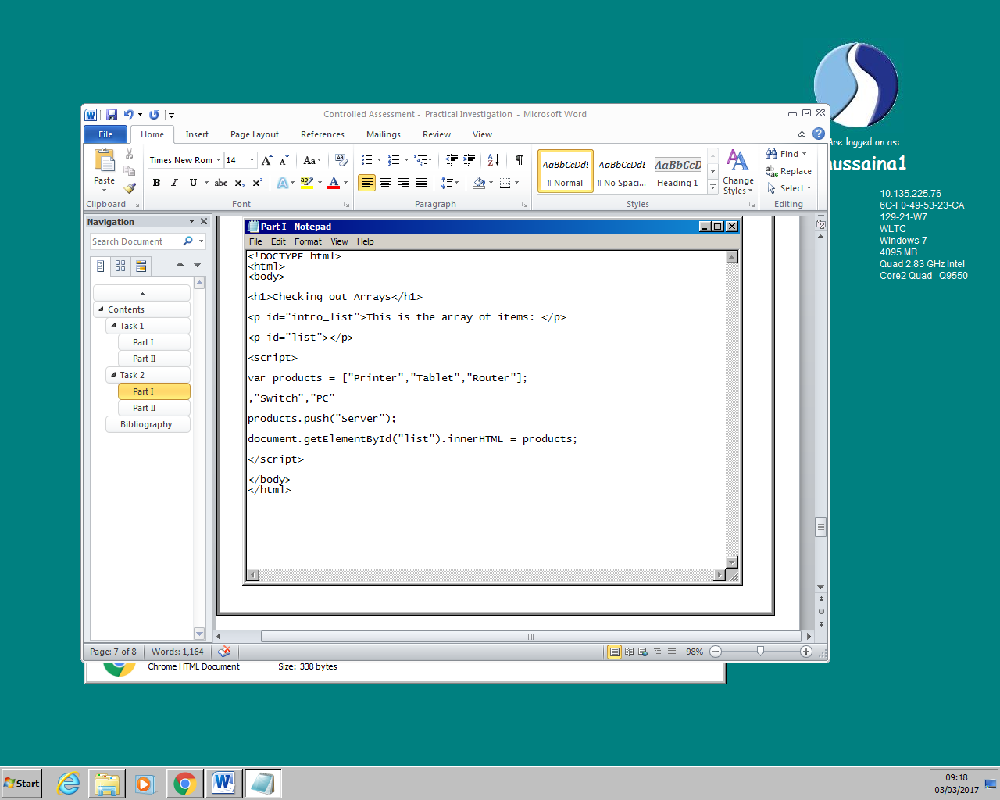 Are logged on as:
hussaina1
10.135.225.76
6C-F0-49-53-23-CA
129-21-W7
WLTC
Windows 7
4095 MB
Quad 2.83 GHz Intel
Core2 Quad Q9550
Controlled Assessment - Practical Investigation - Microsoft Word
File Home Insert Page Layout References Mailings Review View
Paste
Clipboard
Times New Rom 14
Font
Paragraph
AaBbCcDdI AaBbCcDdI AaBbCcD
¶ Normal ¶ No Spaci... Heading 1
Change
Styles
Styles
Find
Replace
Select
Editing
Navigation
Search Document
Contents
Task 1
Part I
Part II
Task 2
Part I
Part II
Bibliography
Part I - Notepad
File Edit Format View Help
<!DOCTYPE html>
<html>
<body>
<h1>Checking out Arrays</h1>
<p id="intro_list">This is the array of items: </p>
<p id="list"></p>
<script>
var products = ["Printer","Tablet","Router"];
,"Switch","PC"
products.push("Server");
document.getElementById("list").innerHTML = products;
</script>
</body>
</html>
Page: 7 of 8 Words: 1,164
98%
Chrome HTML Document Size: 338 bytes
Start
09:18
03/03/2017